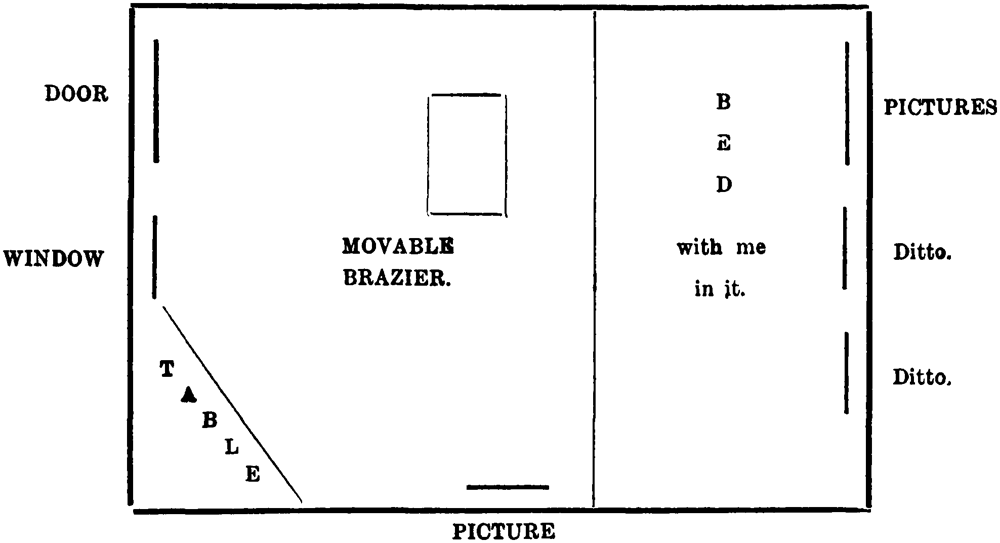 DOOR
PICTURES
B
E
D
WINDOW
MOVABLE
BRAZIER.
with me
in it.
Ditto.
T
A
B
L
E
Ditto.
PICTURE